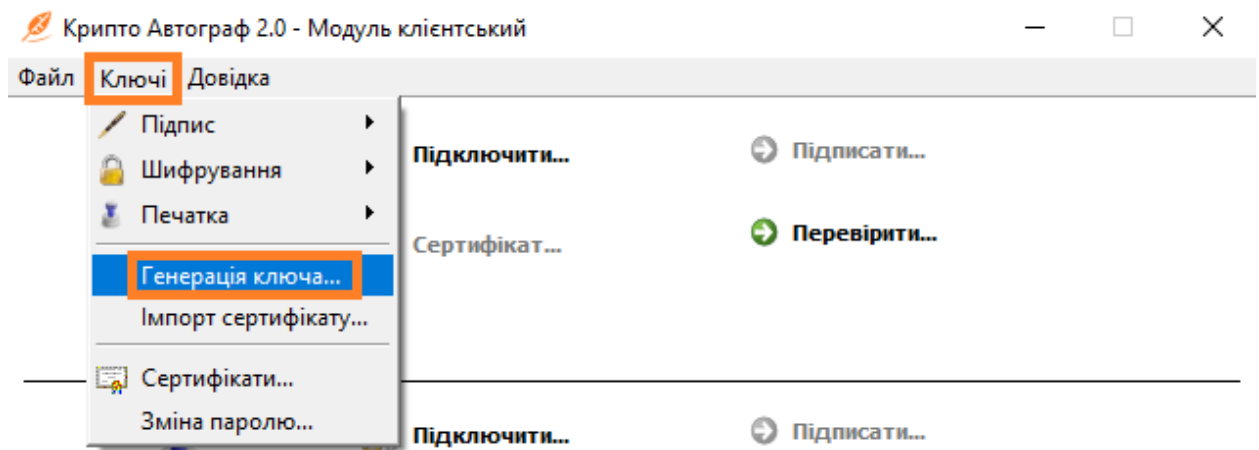 Крипто Автограф 2.0 - Модуль клієнтський
Файл Ключі Довідка
Підпис
Шифрування
Печатка
Генерація ключа...
Імпорт сертифікату...
Сертифікати...
Зміна паролю...
Підключити...
Підписати...
Сертифікат...
Перевірити...
Підключити...
Підписати...